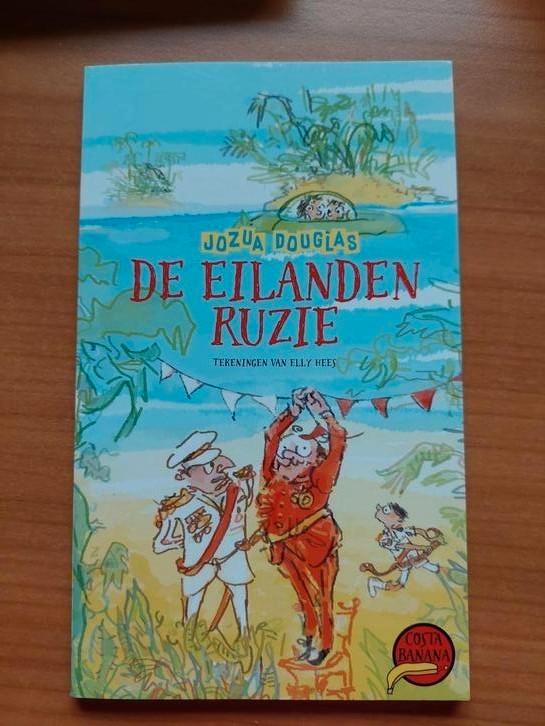 JOZUA DOUGLAS
DE EILANDEN
RUZIE
TEKENINGEN VAN ELLY HEES
COSTA
BANANA